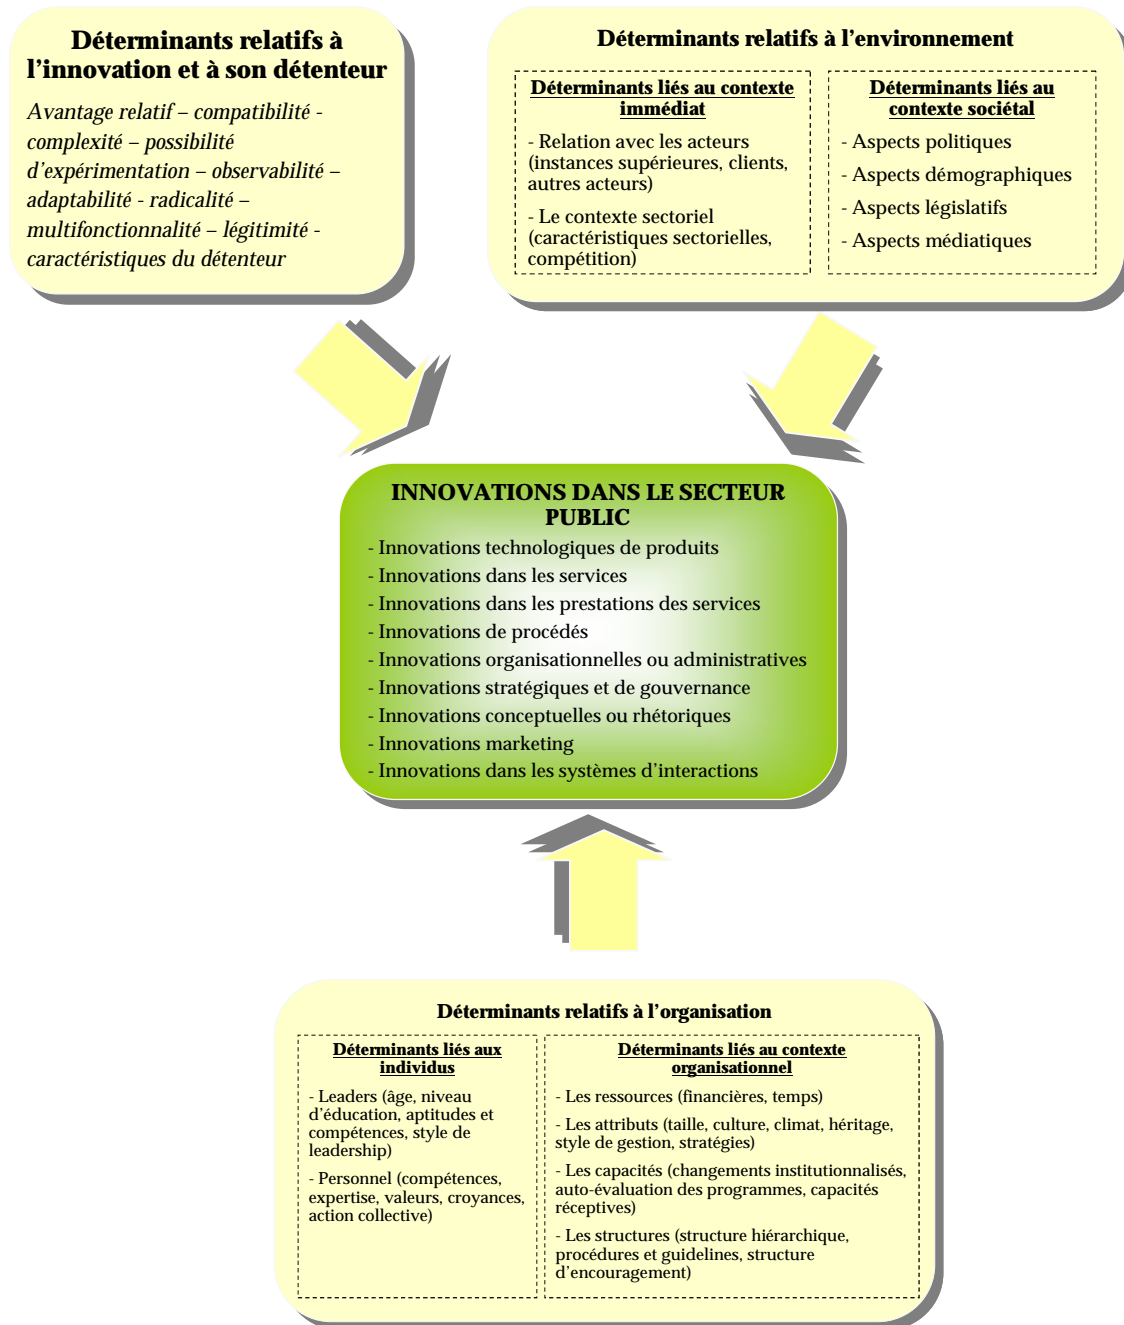 Déterminants relatifs à
l'innovation et à son détenteur
Avantage relatif – compatibilité -
complexité – possibilité
d'expérimentation – observabilité –
adaptabilité - radicalité –
multifonctionnalité – légitimité -
caractéristiques du détenteur
Déterminants relatifs à l'environnement
Déterminants liés au contexte
immédiat
- Relation avec les acteurs
(instances supérieures, clients,
autres acteurs)
- Le contexte sectoriel
(caractéristiques sectorielles,
compétition)
Déterminants liés au
contexte sociétal
- Aspects politiques
- Aspects démographiques
- Aspects législatifs
- Aspects médiatiques
INNOVATIONS DANS LE SECTEUR
PUBLIC
- Innovations technologiques de produits
- Innovations dans les services
- Innovations dans les prestations des services
- Innovations de procédés
- Innovations organisationnelles ou administratives
- Innovations stratégiques et de gouvernance
- Innovations conceptuelles ou rhétoriques
- Innovations marketing
- Innovations dans les systèmes d'interactions
Déterminants relatifs à l'organisation
Déterminants liés aux
individus
- Leaders (âge, niveau
d'éducation, aptitudes et
compétences, style de
leadership)
- Personnel (compétences,
expertise, valeurs, croyances,
action collective)
Déterminants liés au contexte
organisationnel
- Les ressources (financières, temps)
- Les attributs (taille, culture, climat, héritage,
style de gestion, stratégies)
- Les capacités (changements institutionnalisés,
auto-évaluation des programmes, capacités
réceptives)
- Les structures (structure hiérarchique,
procédures et guidelines, structure
d'encouragement)